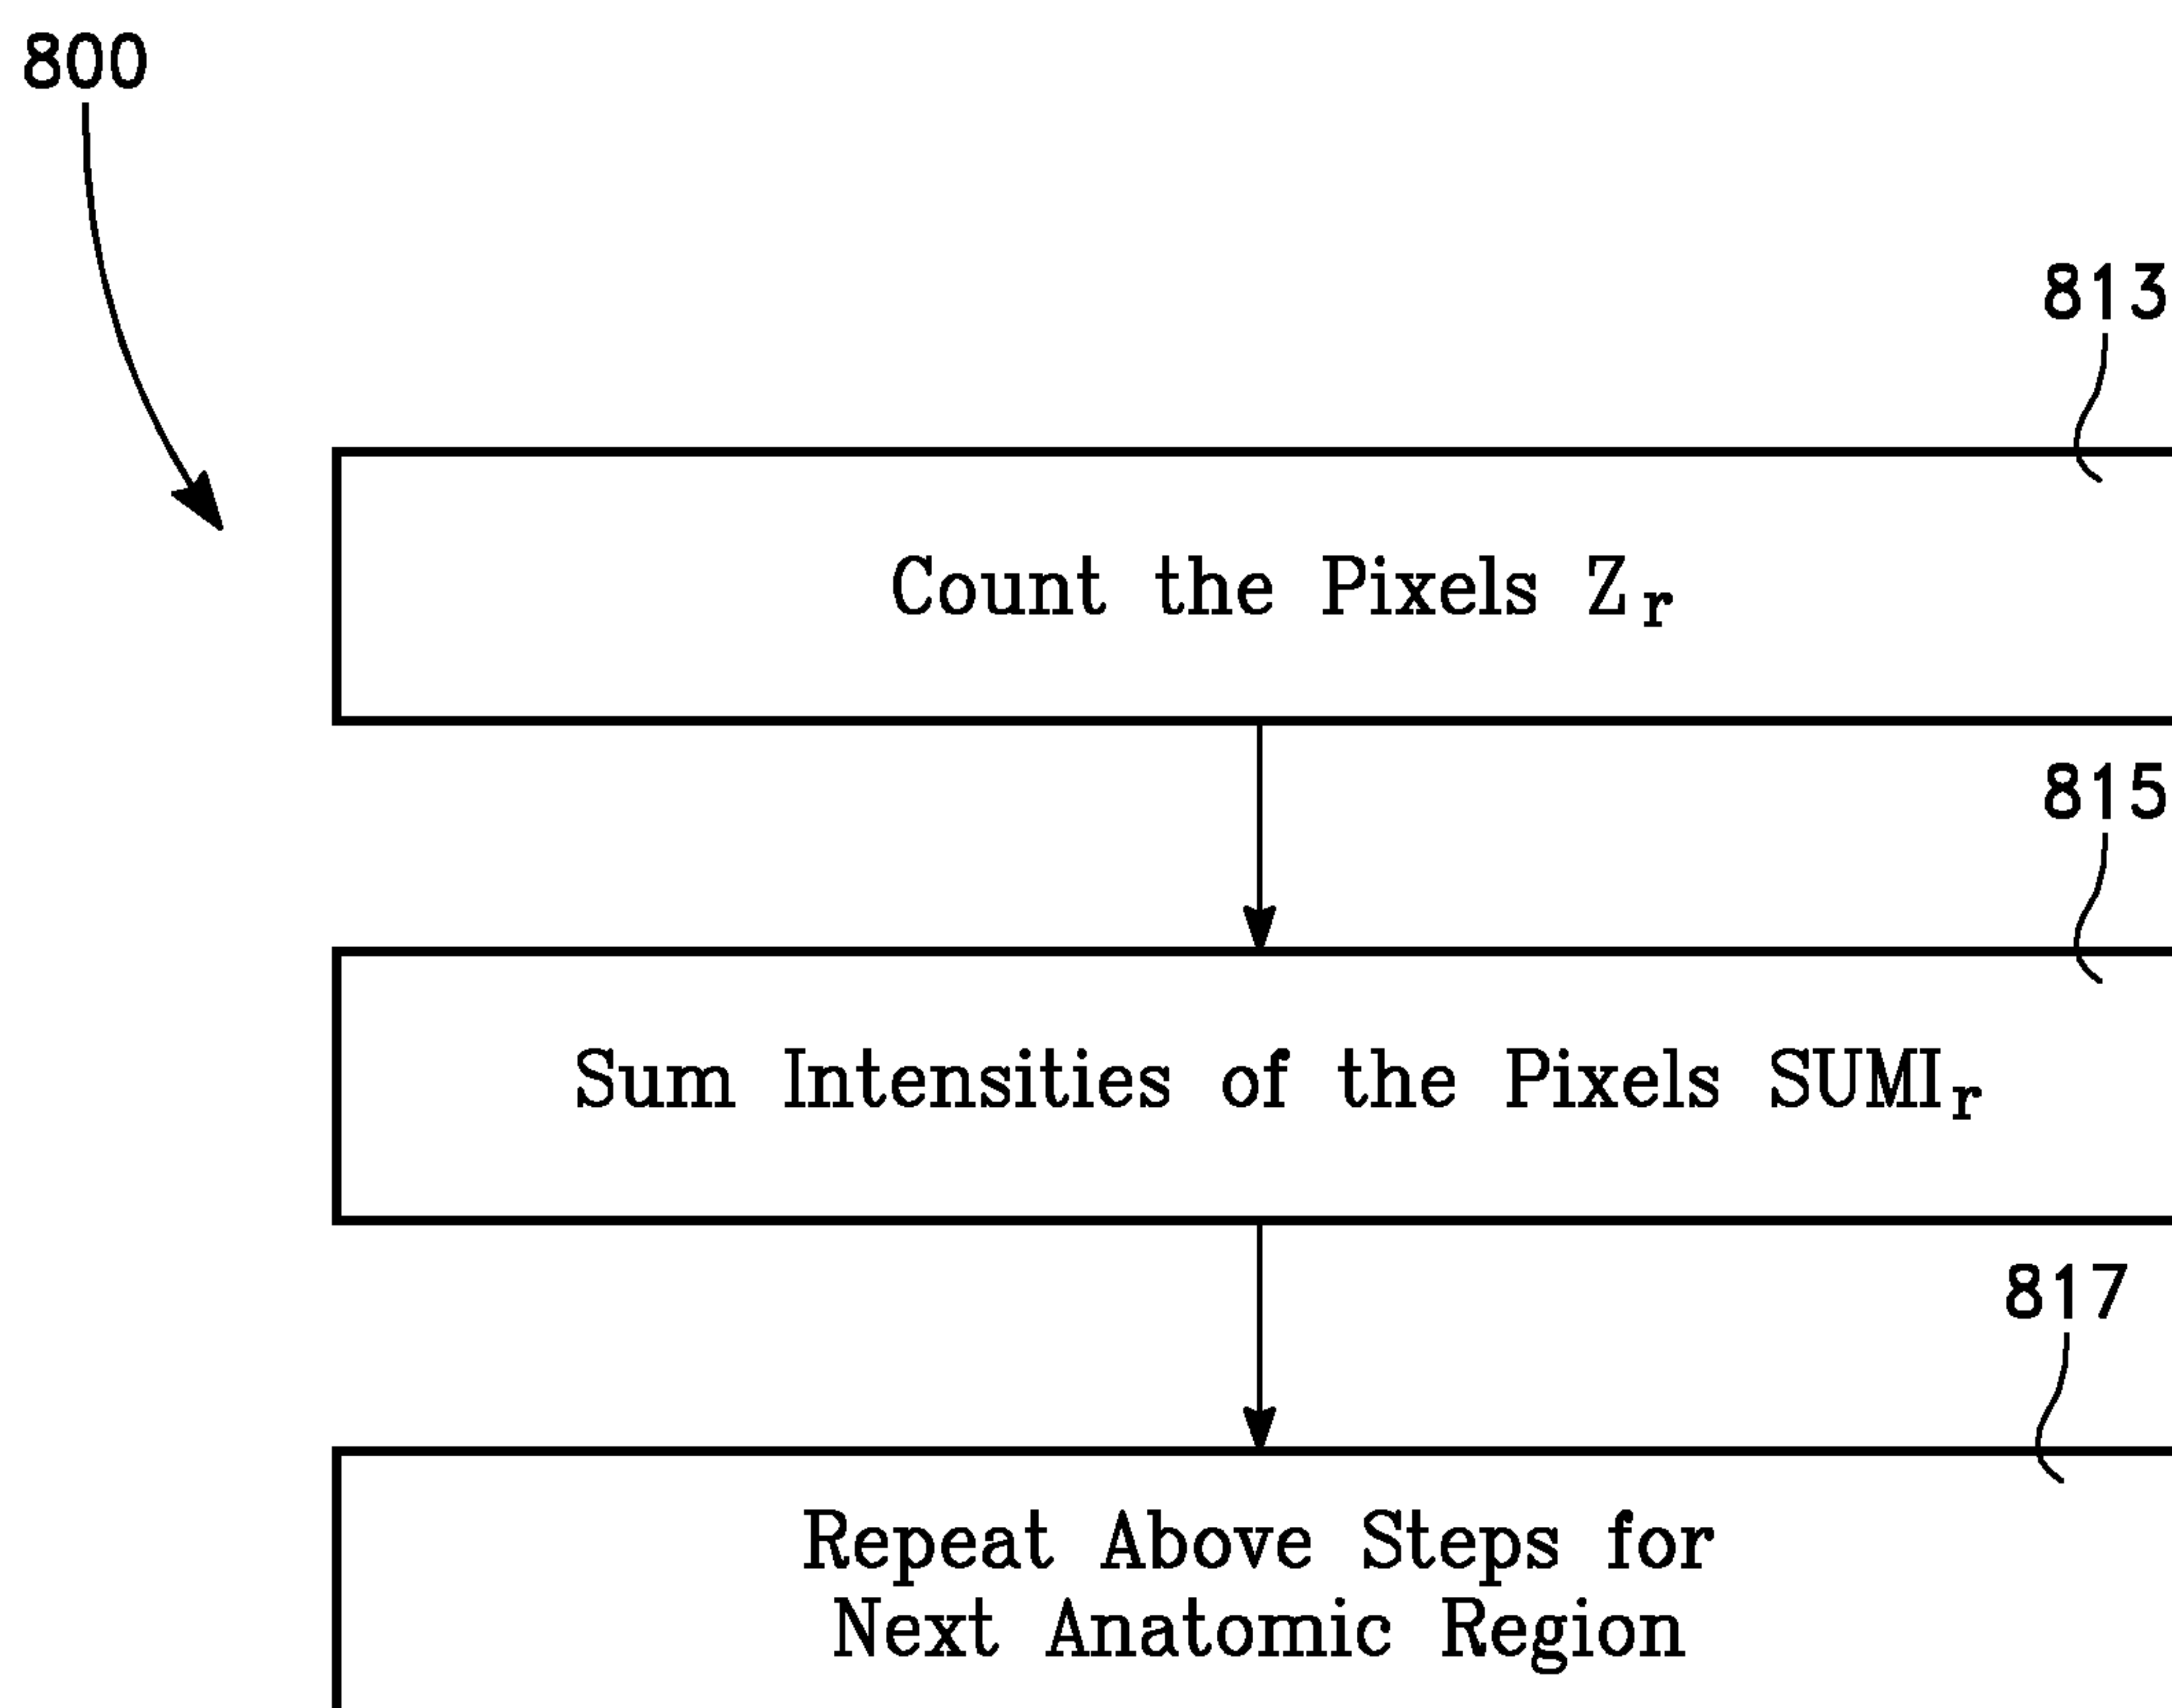 800
813
Count the Pixels Zr
815
Sum Intensities of the Pixels SUMIr
817
Repeat Above Steps for
Next Anatomic Region